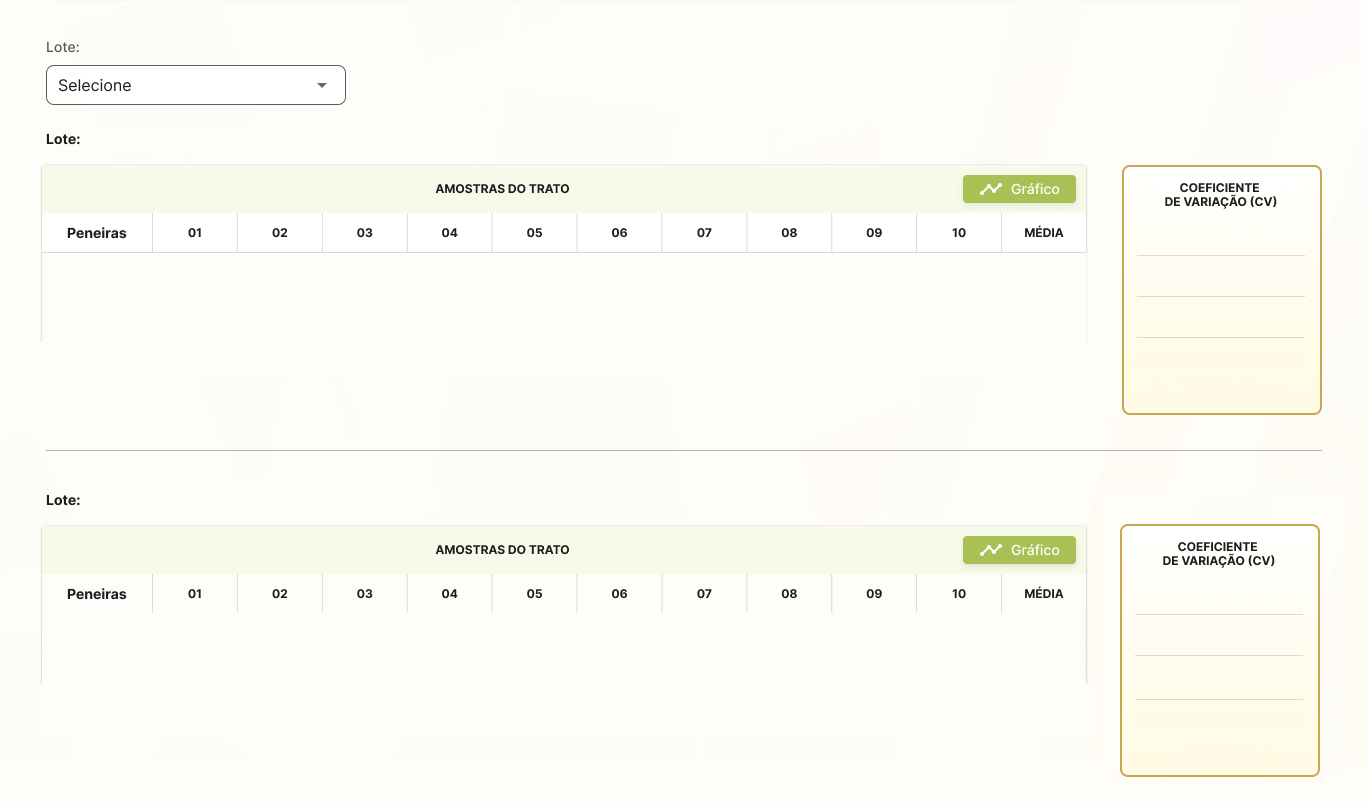 Lote:
Selecione
Lote:
AMOSTRAS DO TRATO
Gráfico
Peneiras 01 02 03 04 05 06 07 08 09 10 MÉDIA
COEFICIENTE
DE VARIAÇÃO (CV)
Lote:
AMOSTRAS DO TRATO
Gráfico
Peneiras 01 02 03 04 05 06 07 08 09 10 MÉDIA
COEFICIENTE
DE VARIAÇÃO (CV)